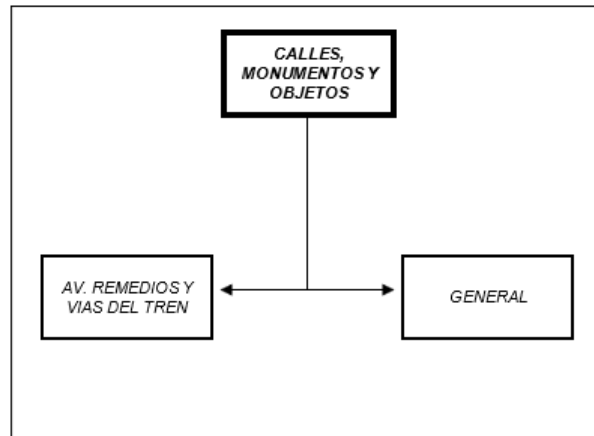 CALLES,
MONUMENTOS Y
OBJETOS
AV. REMEDIOS Y
VIAS DEL TREN
GENERAL